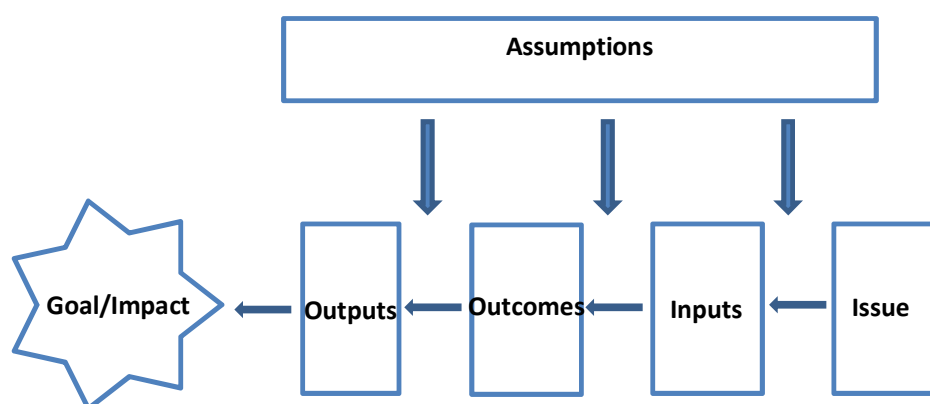 Assumptions
Goal/Impact
Outputs
Outcomes
Inputs
Issue